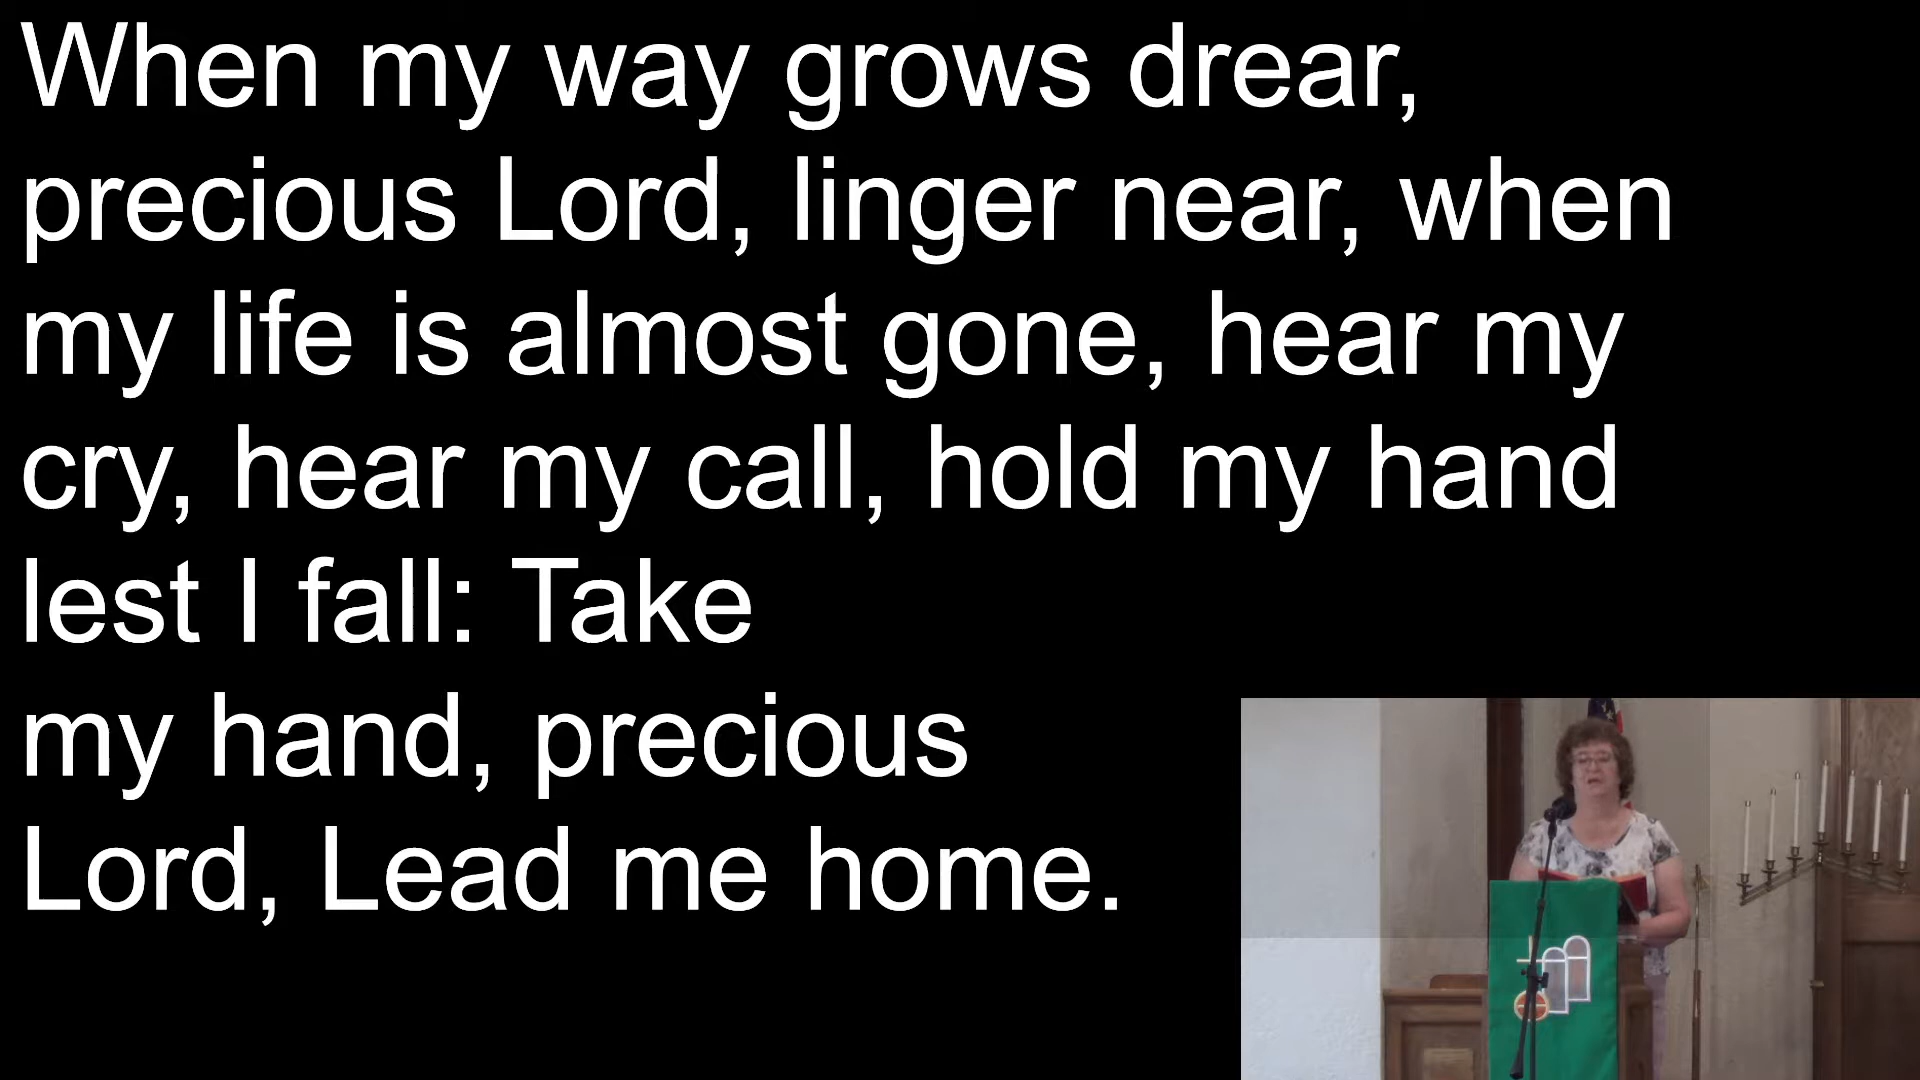 When my way grows drear,
precious Lord, linger near, when
my life is almost gone, hear my
cry, hear my call, hold my hand
lest I fall: Take
my hand, precious
Lord, Lead me home.